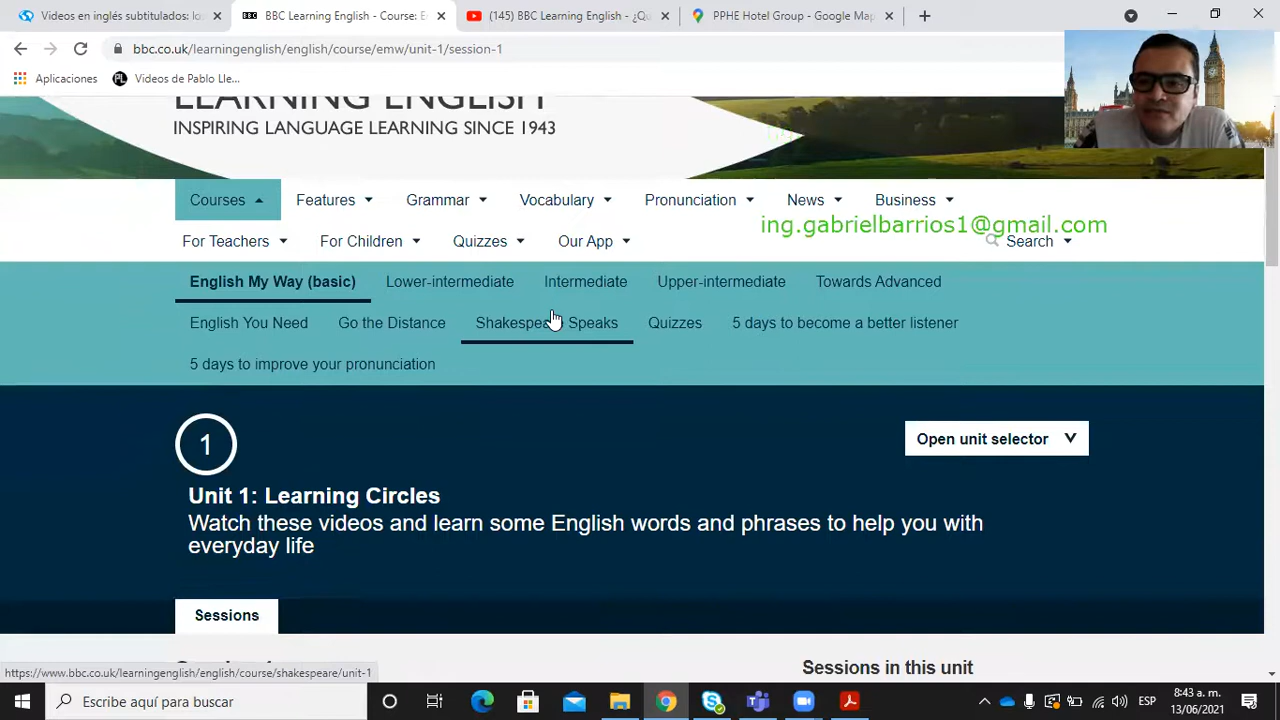 Videos en inglés subtitulados: los
BBC Learning English - Course: E
(145) BBC Learning English - ¿Qu
PPHE Hotel Group - Google Map
bbc.co.uk/learningenglish/english/course/emw/unit-1/session-1
Aplicaciones
PL
Videos de Pablo Lle...
LEARNING ENGLISH
INSPIRING LANGUAGE LEARNING SINCE 1943
Courses Features Grammar Vocabulary Pronunciation News Business
ing.gabrielbarrios1@gmail.com
For Teachers For Children Quizzes Our App Search
English My Way (basic) Lower-intermediate Intermediate Upper-intermediate Towards Advanced
English You Need Go the Distance Shakespeare Speaks Quizzes 5 days to become a better listener
5 days to improve your pronunciation
1
Open unit selector
Unit 1: Learning Circles
Watch these videos and learn some English words and phrases to help you with
everyday life
Sessions
Sessions in this unit
https://www.bbc.co.uk/learningenglish/english/course/shakespeare/unit-1
Escribe aquí para buscar
ESP
8:43 a. m.
13/06/2021